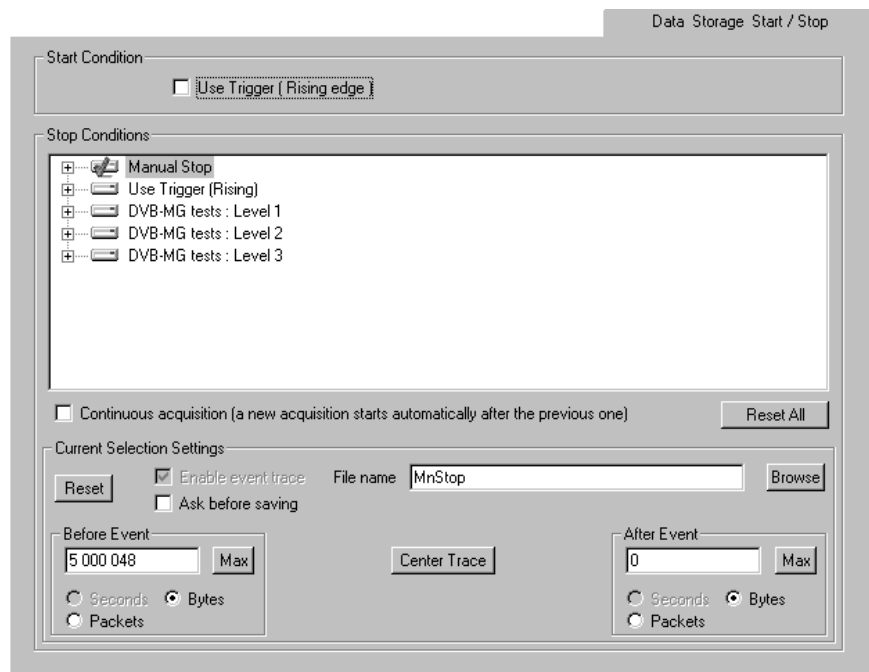 Data Storage Start / Stop
Start Condition
Use Trigger ( Rising edge )
Stop Conditions
Manual Stop
Use Trigger (Rising)
DVB-MG tests : Level 1
DVB-MG tests : Level 2
DVB-MG tests : Level 3
Continuous acquisition (a new acquisition starts automatically after the previous one) Reset All
Current Selection Settings
Reset Enable event trace File name MnStop Browse
Ask before saving
Before Event After Event
5 000 048 Max Center Trace 0 Max
Seconds Bytes Seconds Bytes
Packets Packets